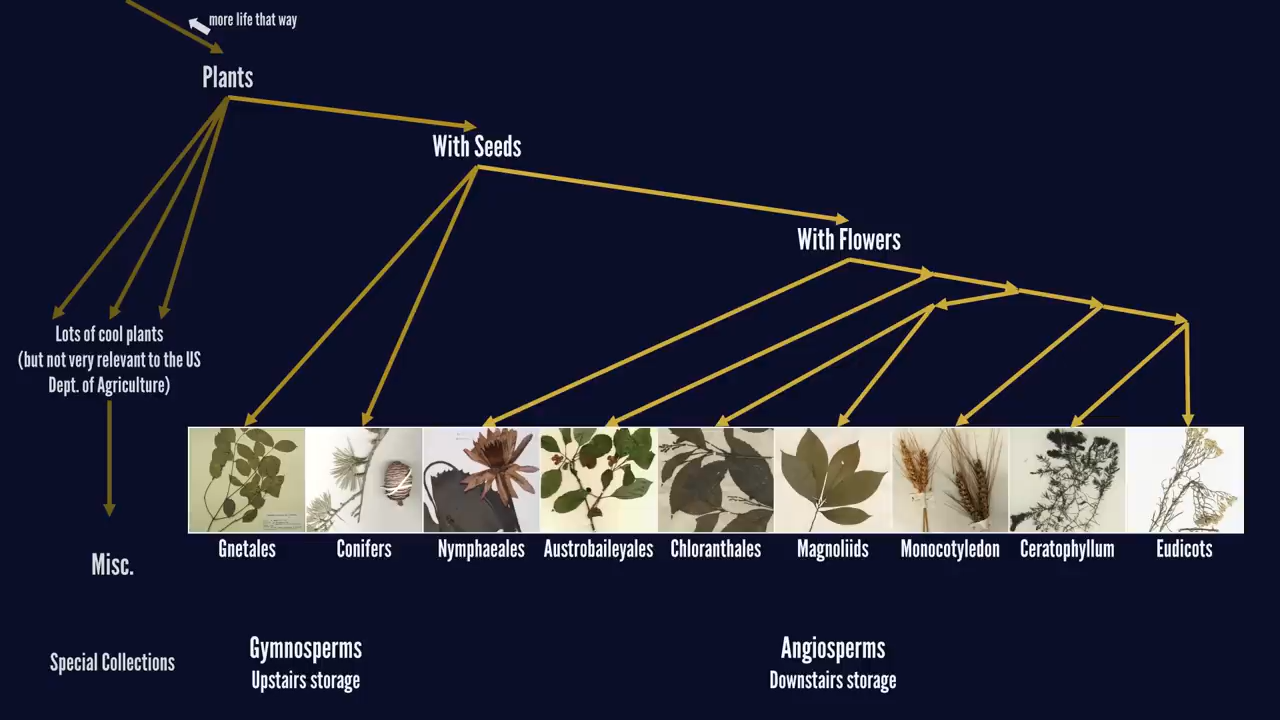 more life that way
Plants
With Seeds
With Flowers
Lots of cool plants
(but not very relevant to the US
Dept. of Agriculture)
Gnetales
Conifers
Nymphaeales
Austrobaileyales
Chloranthales
Magnoliids
Monocotyledon
Ceratophyllum
Eudicots
Misc.
Special Collections
Gymnosperms
Upstairs storage
Angiosperms
Downstairs storage